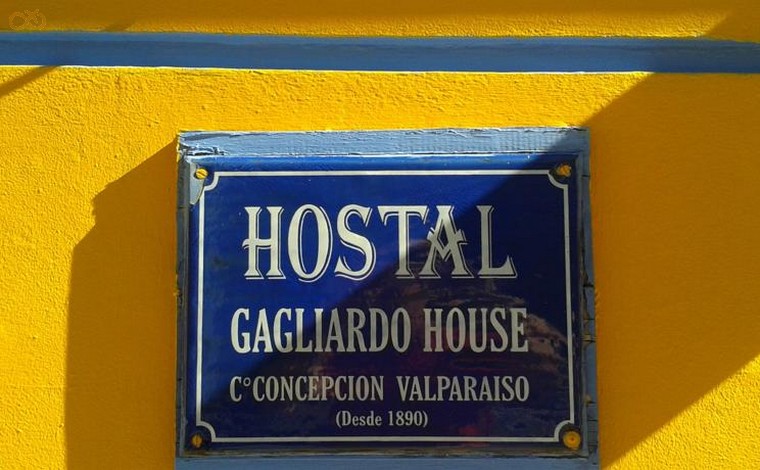 HOSTAL
GAGLIARDO HOUSE
C°CONCEPCION VALPARAISO
(Desde 1890)